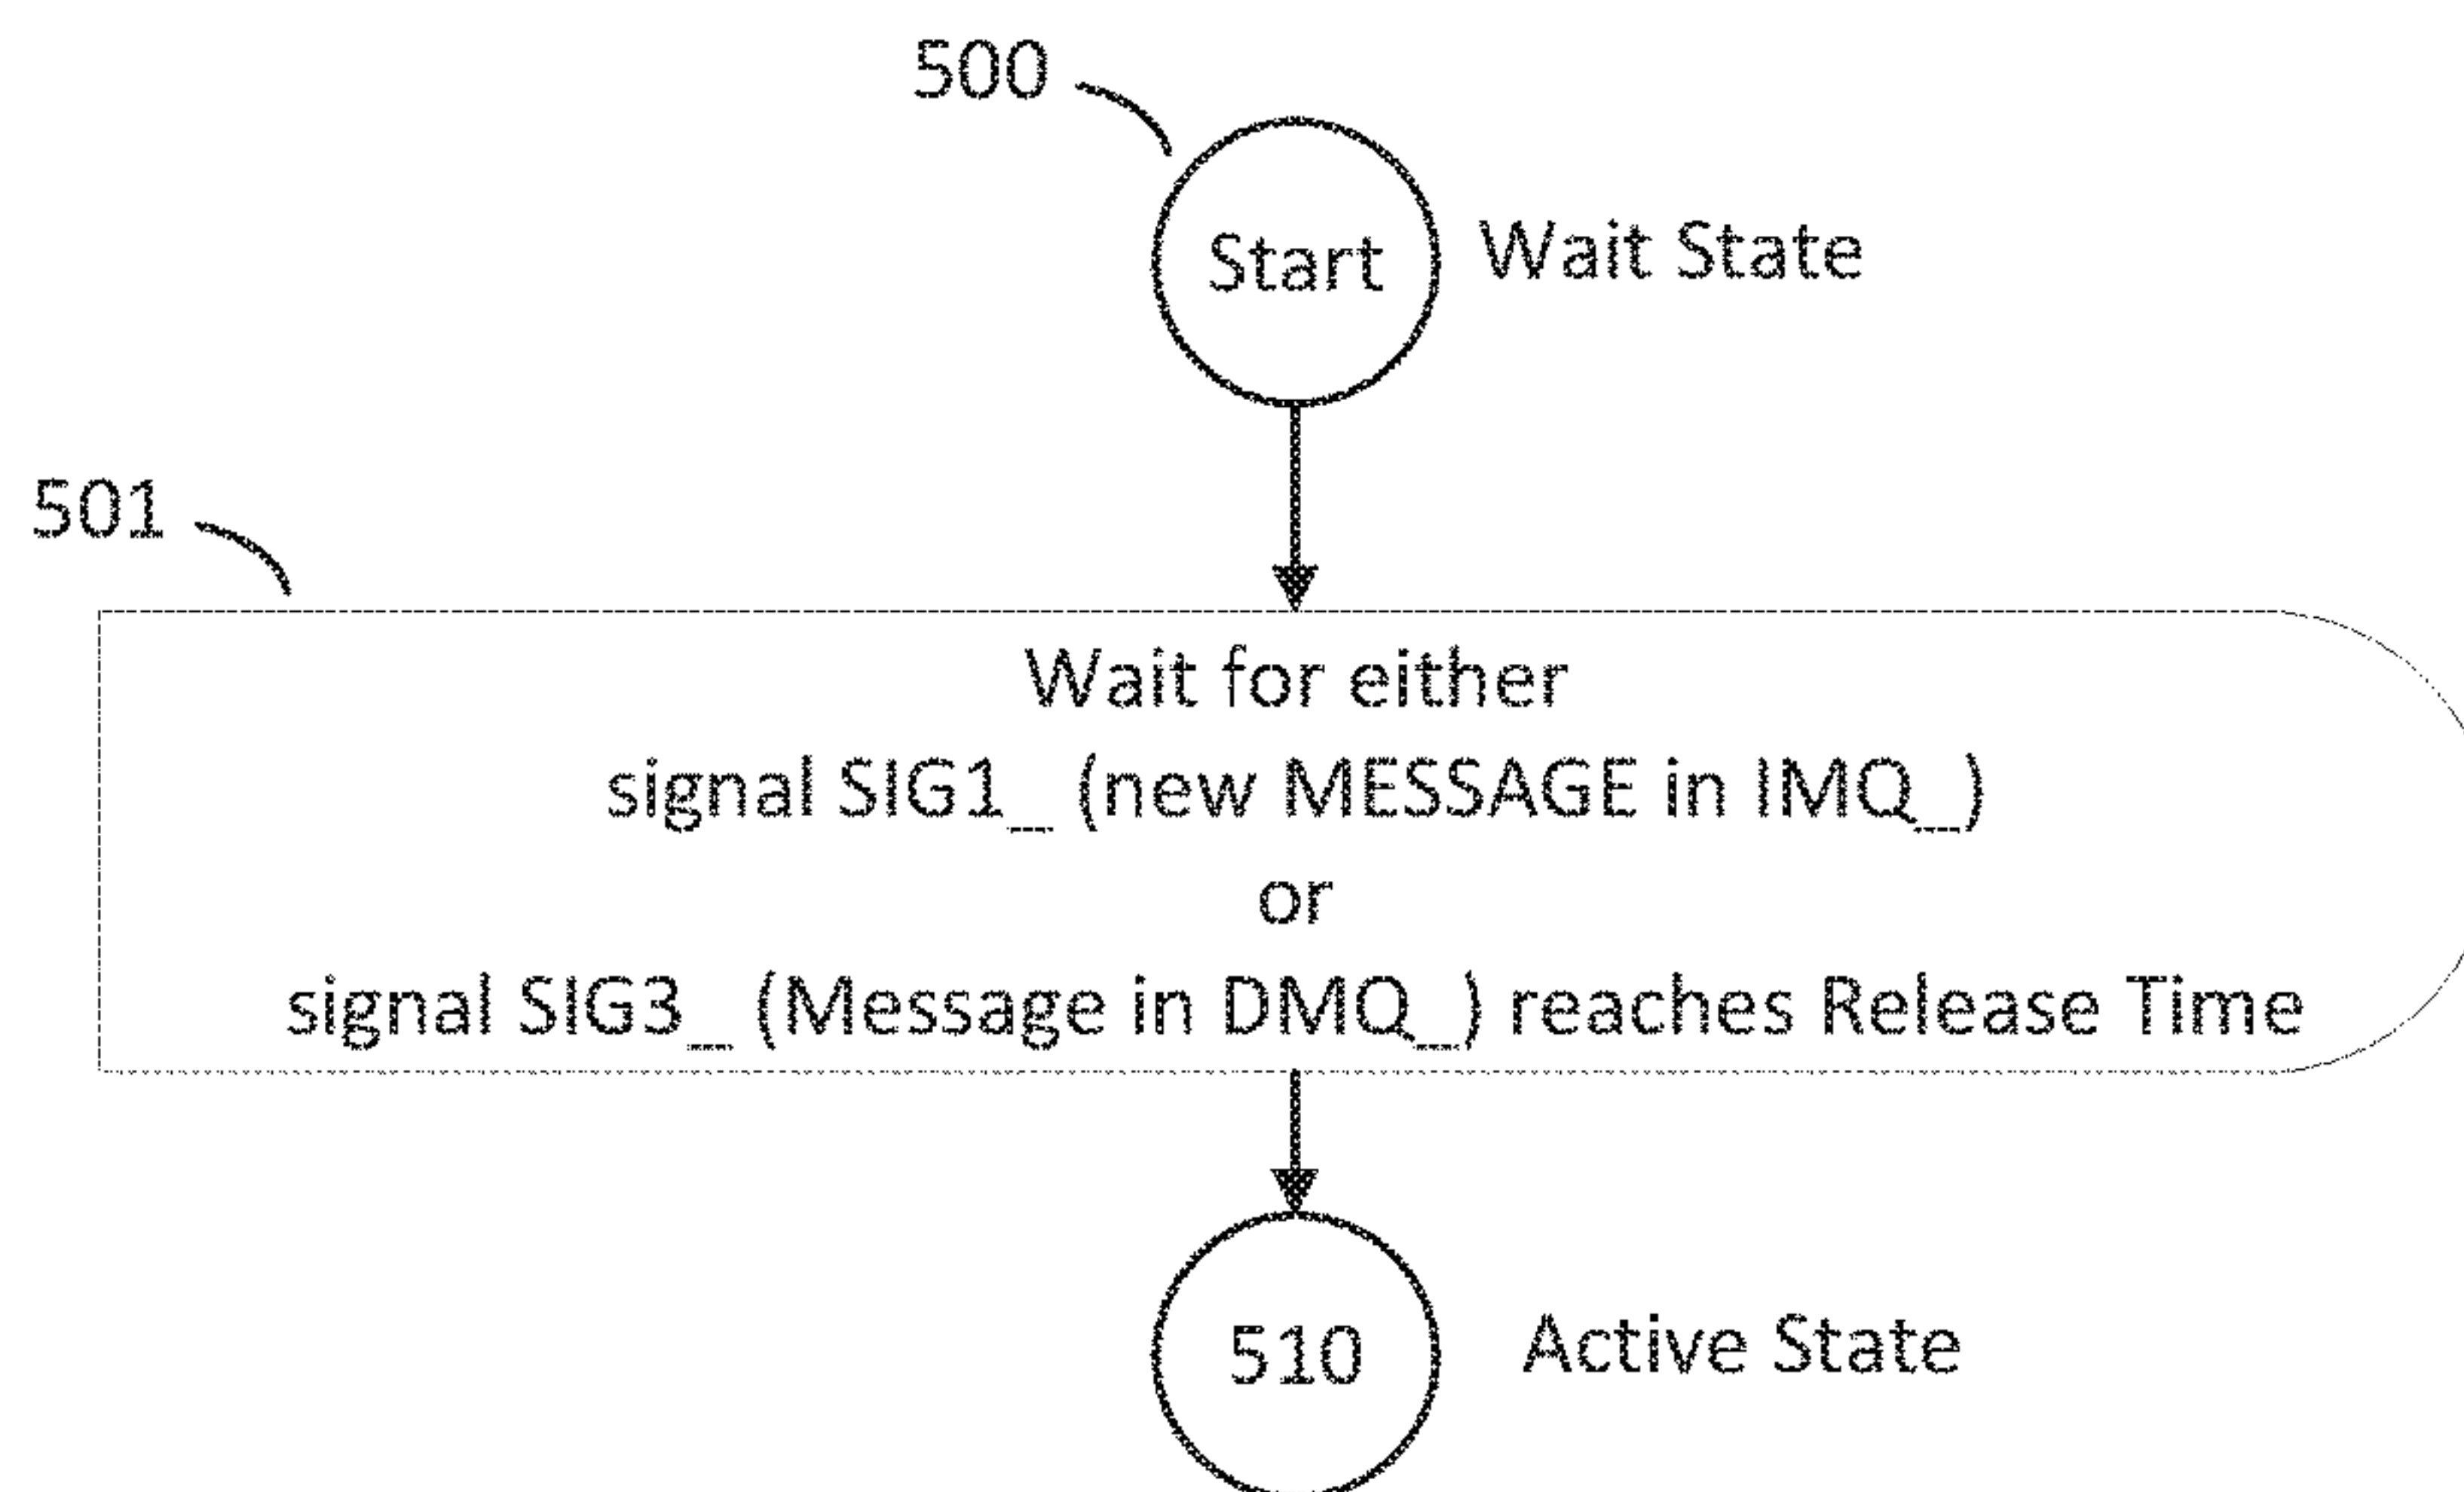 500
Start
Wait State
501
Wait for either
signal SIG1_ (new MESSAGE in IMQ_)
or
signal SIG3_ (Message in DMQ_) reaches Release Time
510
Active State